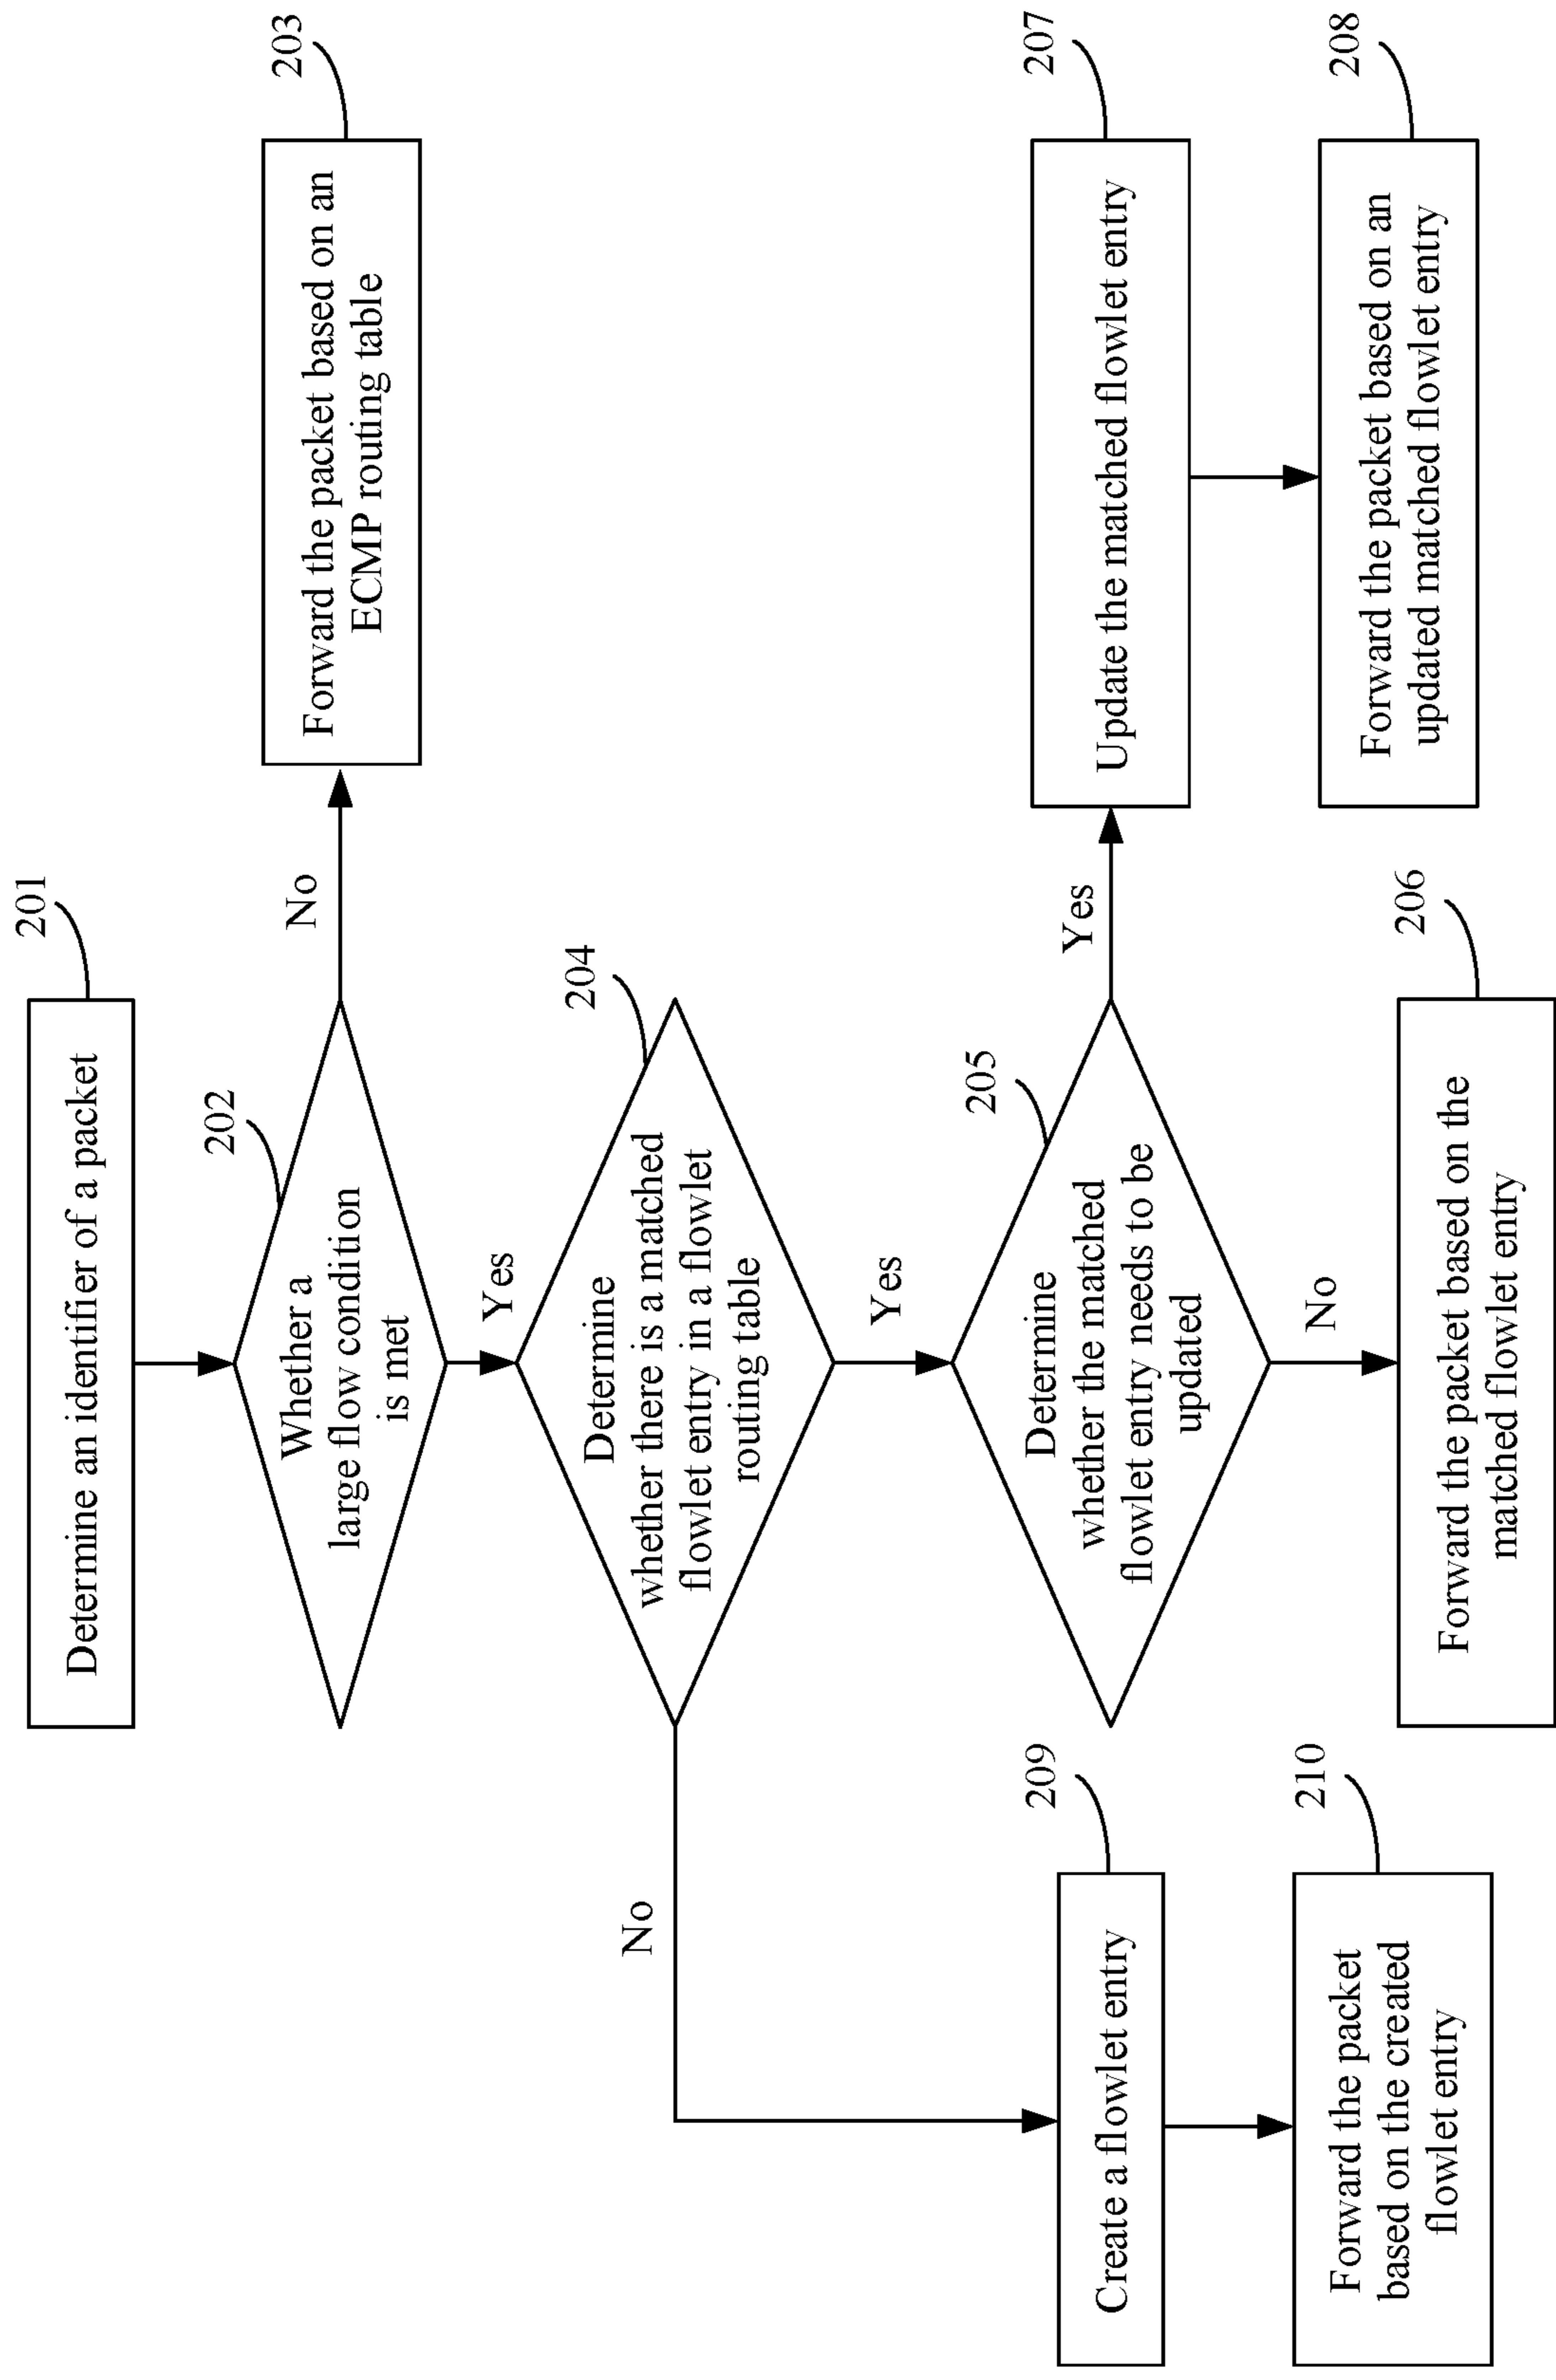 201
Determine an identifier of a packet
202
Whether a
large flow condition
is met
No
203
Forward the packet based on an
ECMP routing table
Yes
204
Determine
whether there is a matched
flowlet entry in a flowlet
routing table
No
Yes
205
Determine
whether the matched
flowlet entry needs to be
updated
Yes
207
Update the matched flowlet entry
208
Forward the packet based on an
updated matched flowlet entry
No
206
Forward the packet based on the
matched flowlet entry
209
Create a flowlet entry
210
Forward the packet
based on the created
flowlet entry